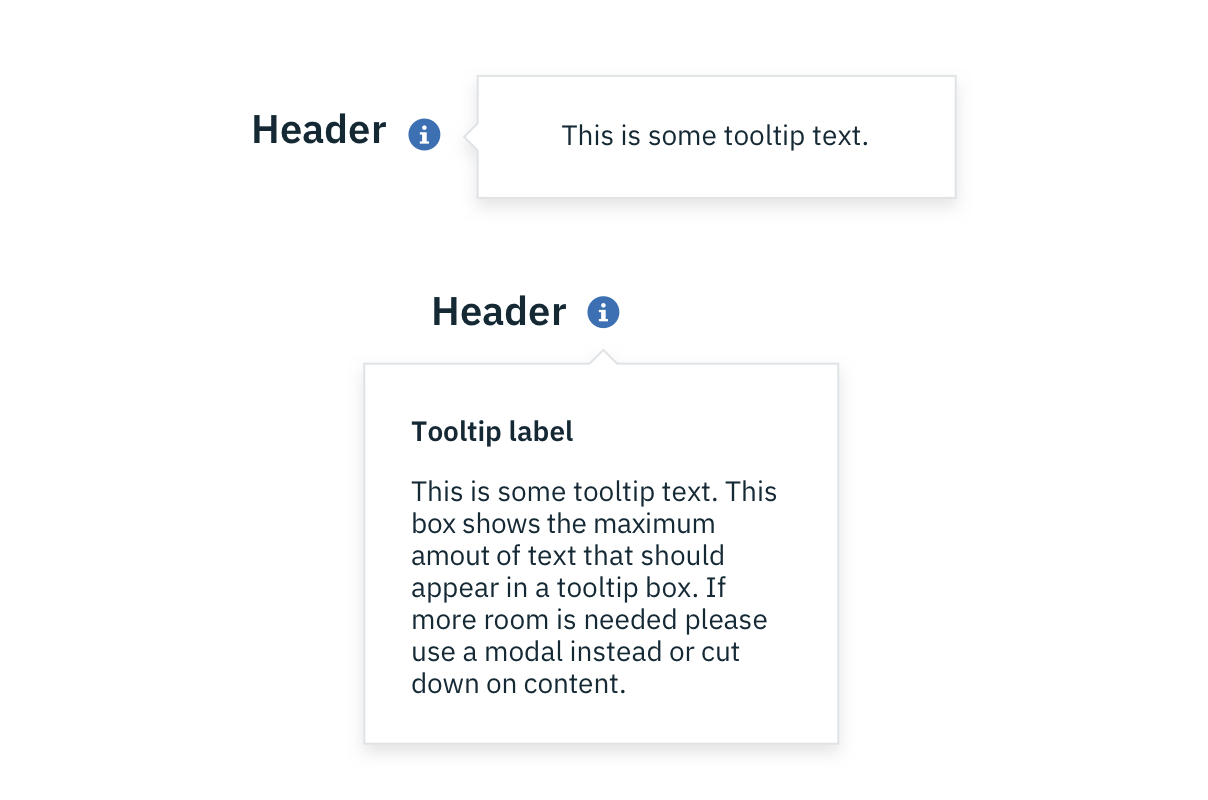 Header
This is some tooltip text.
Header
Tooltip label
This is some tooltip text. This
box shows the maximum
amout of text that should
appear in a tooltip box. If
more room is needed please
use a modal instead or cut
down on content.